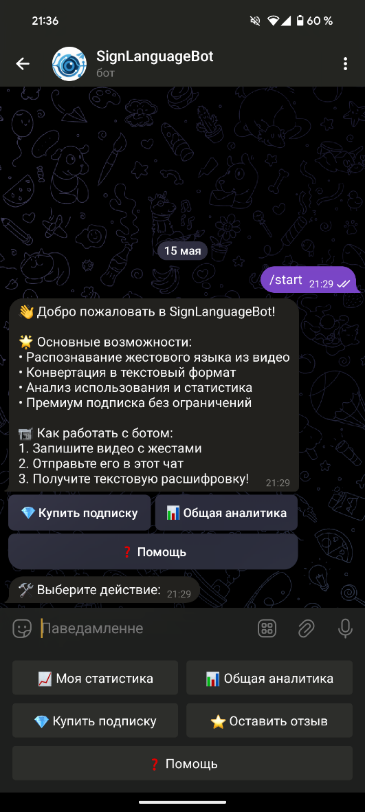 21:36
60 %
SignLanguageBot
бот
15 мая
/start 21:29
👋 Добро пожаловать в SignLanguageBot!
🌟 Основные возможности:
• Распознавание жестового языка из видео
• Конвертация в текстовый формат
• Анализ использования и статистика
• Премиум подписка без ограничений
📹 Как работать с ботом:
1. Запишите видео с жестами
2. Отправьте его в этот чат
3. Получите текстовую расшифровку! 21:29
💎 Купить подписку 📊 Общая аналитика
❓ Помощь
🛠 Выберите действие: 21:29
Паведамленне
📈 Моя статистика 📊 Общая аналитика
💎 Купить подписку ⭐ Оставить отзыв
❓ Помощь